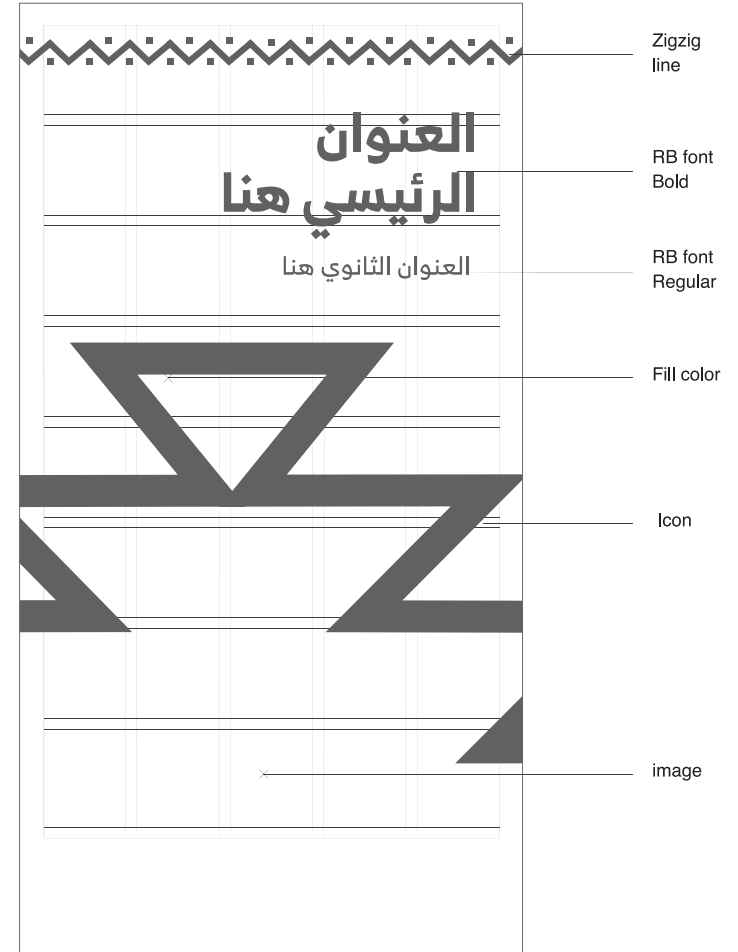 Zigzig
line
العنوان
الرئيسي هنا
RB font
Bold
العنوان الثانوي هنا
RB font
Regular
Fill color
Icon
image